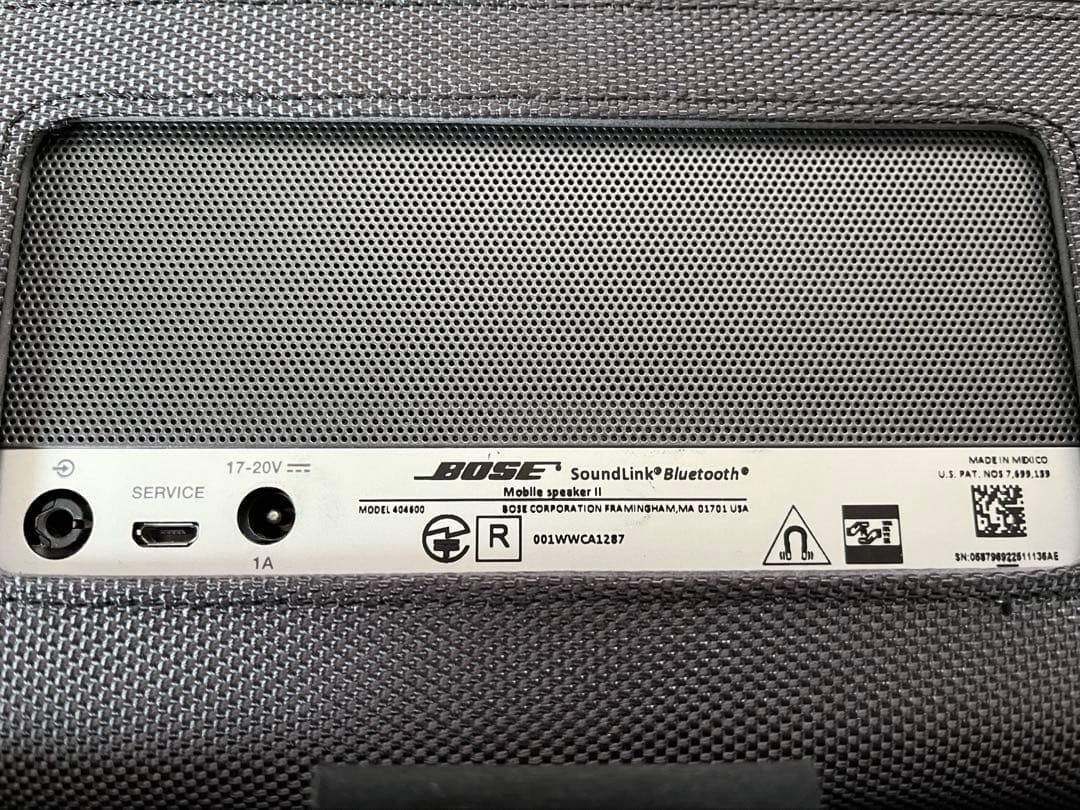 17-20V
SERVICE
1A
BOSE SoundLink® Bluetooth®
Mobile speaker II
MODEL 404600 BOSE CORPORATION FRAMINGHAM, MA 01701 USA
R 001WWCA1287
MADE IN MEXICO
U.S. PAT. NOS 7,699,139